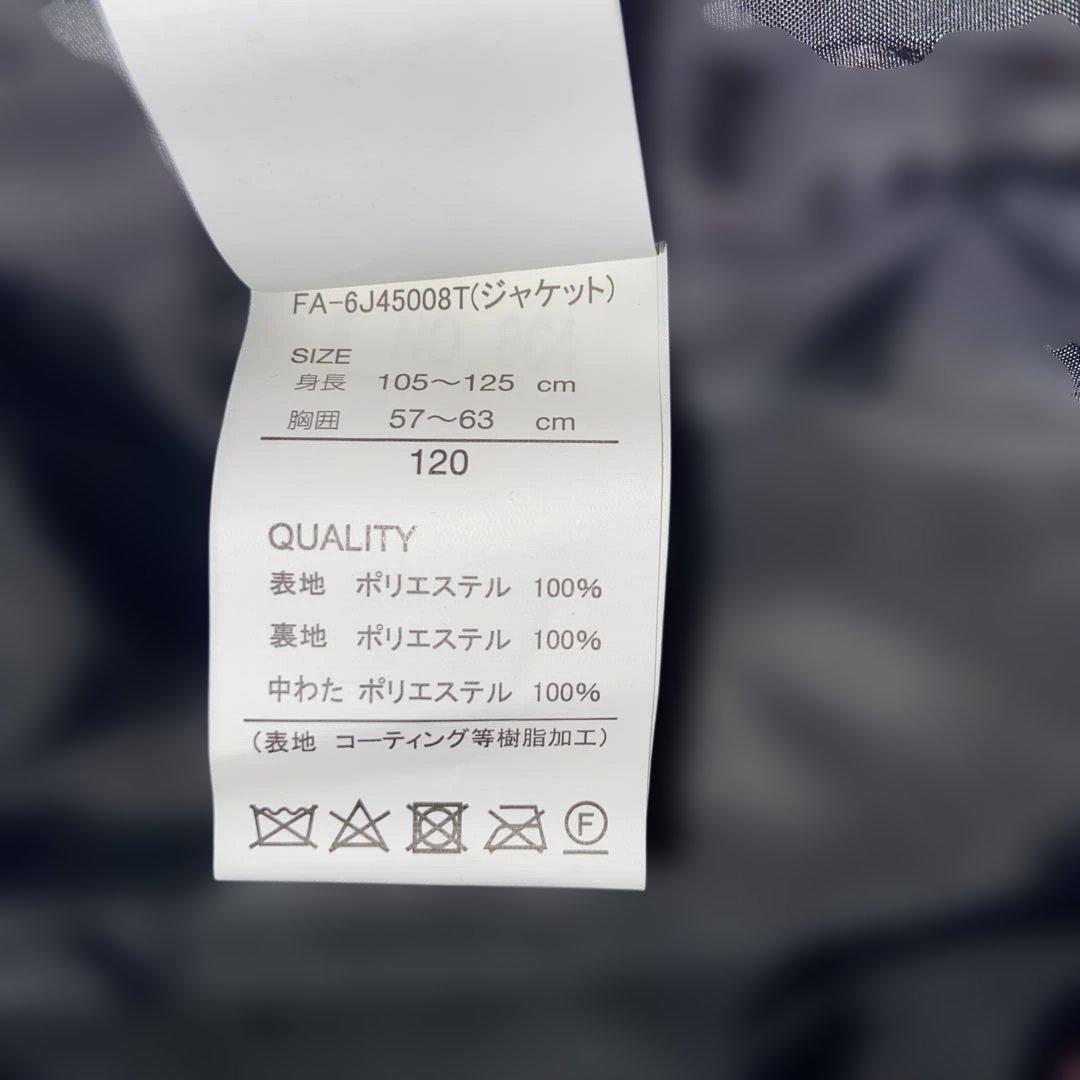 FA-6J45008T(ジャケット)
SIZE
身長 105～125 cm
胸囲 57～63 cm
120
QUALITY
表地 ポリエステル 100%
裏地 ポリエステル 100%
中わた ポリエステル 100%
(表地 コーティング等樹脂加工)
F